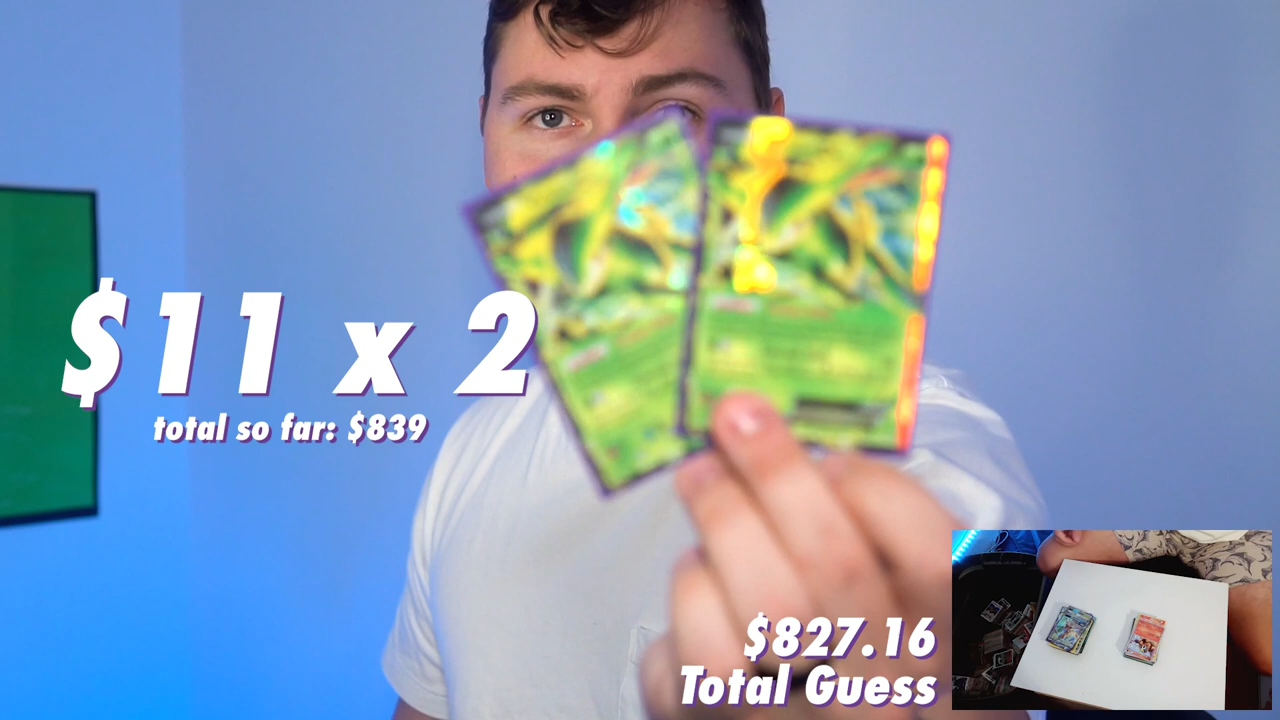 $11 x 2
total so far: $839
$827.16
Total Guess